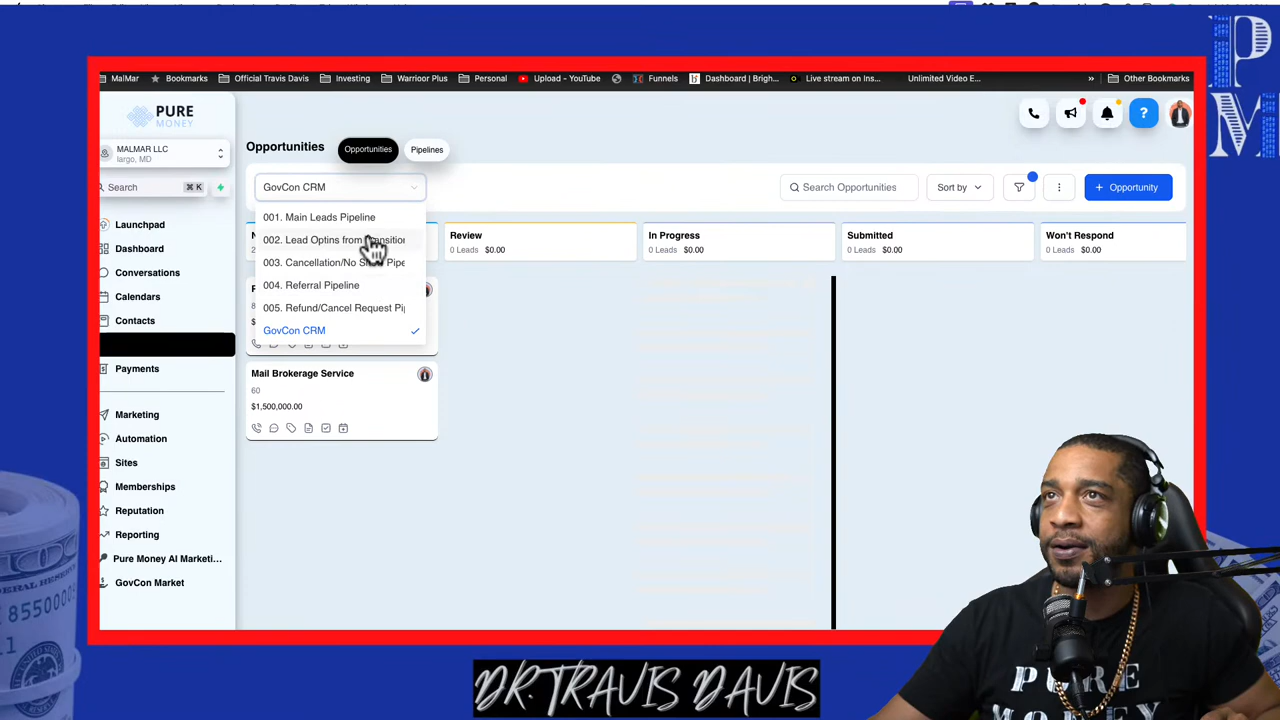 MalMar
Bookmarks
Official Travis Davis
Investing
Warrioor Plus
Personal
Upload - YouTube
Funnels
Dashboard | Brigh...
Live stream on Ins...
Unlimited Video E...
»
Other Bookmarks
PURE
MONEY
MALMAR LLC
largo, MD
Search
⌘ K
Launchpad
Dashboard
Conversations
Calendars
Contacts
Payments
Marketing
Automation
Sites
Memberships
Reputation
Reporting
Pure Money AI Marketi...
GovCon Market
Opportunities
Opportunities
Pipelines
GovCon CRM
Search Opportunities
Sort by
+ Opportunity
001. Main Leads Pipeline
002. Lead Optins from
003. Cancellation/No
004. Referral Pipeline
005. Refund/Cancel Request Pi
GovCon CRM
Review
0 Leads $0.00
In Progress
0 Leads $0.00
Submitted
0 Leads $0.00
Won't Respond
0 Leads $0.00
Mail Brokerage Service
60
$1,500,000.00
P
M
85500
PURE
MONEY
DR. TRAVIS DAVIS